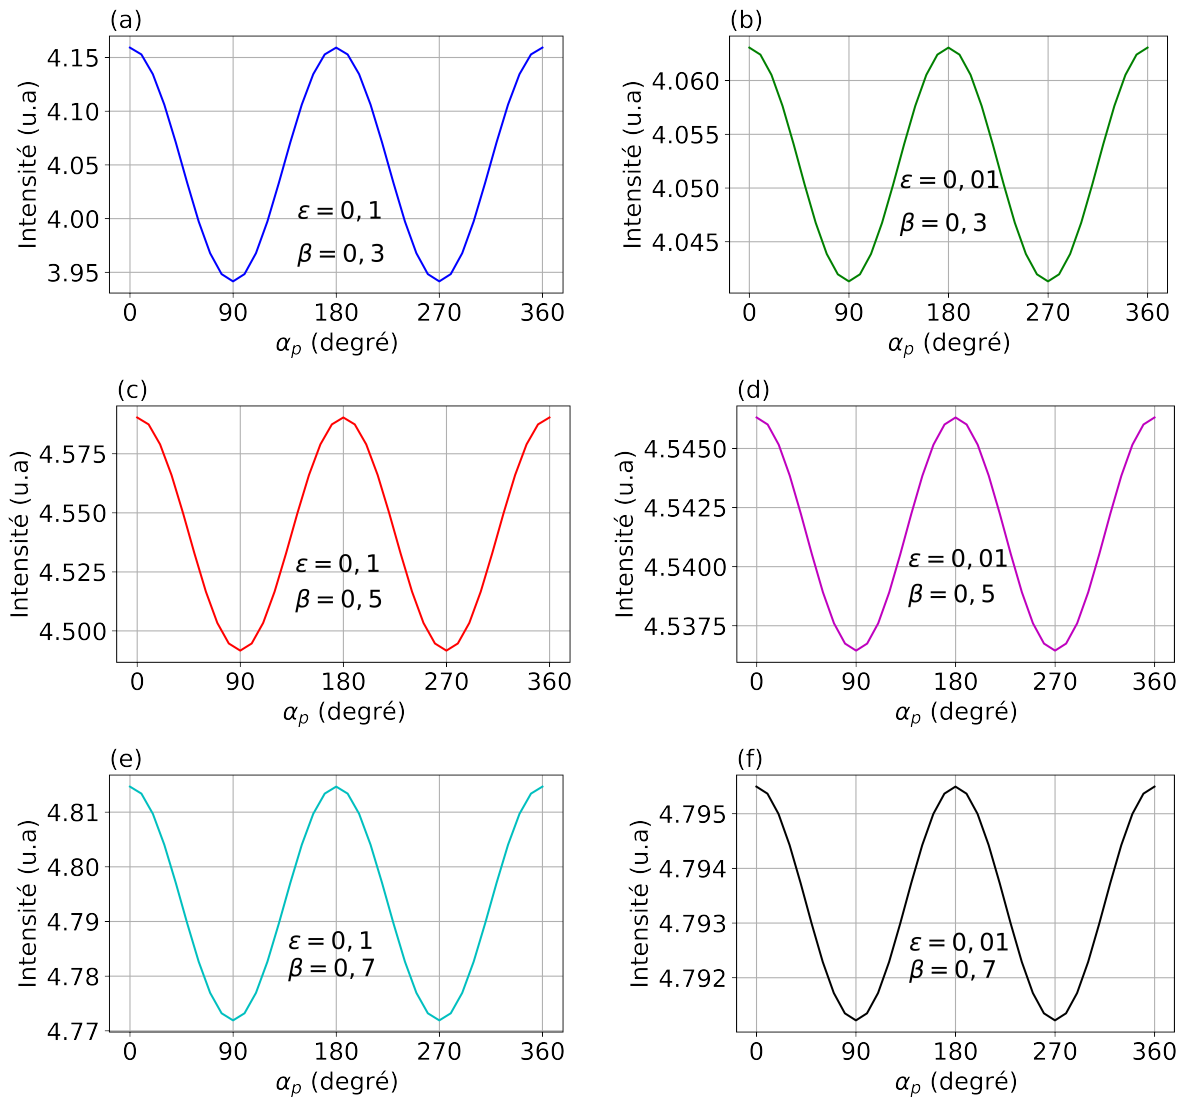 (a)
Intensité (u.a)
4.15
4.10
4.05
4.00
3.95
ε = 0, 1
β = 0, 3
0 90 180 270 360
α_p (degré)
(b)
Intensité (u.a)
4.060
4.055
4.050
4.045
ε = 0, 01
β = 0, 3
0 90 180 270 360
α_p (degré)
(c)
Intensité (u.a)
4.575
4.550
4.525
4.500
ε = 0, 1
β = 0, 5
0 90 180 270 360
α_p (degré)
(d)
Intensité (u.a)
4.5450
4.5425
4.5400
4.5375
ε = 0, 01
β = 0, 5
0 90 180 270 360
α_p (degré)
(e)
Intensité (u.a)
4.81
4.80
4.79
4.78
4.77
ε = 0, 1
β = 0, 7
0 90 180 270 360
α_p (degré)
(f)
Intensité (u.a)
4.795
4.794
4.793
4.792
ε = 0, 01
β = 0, 7
0 90 180 270 360
α_p (degré)